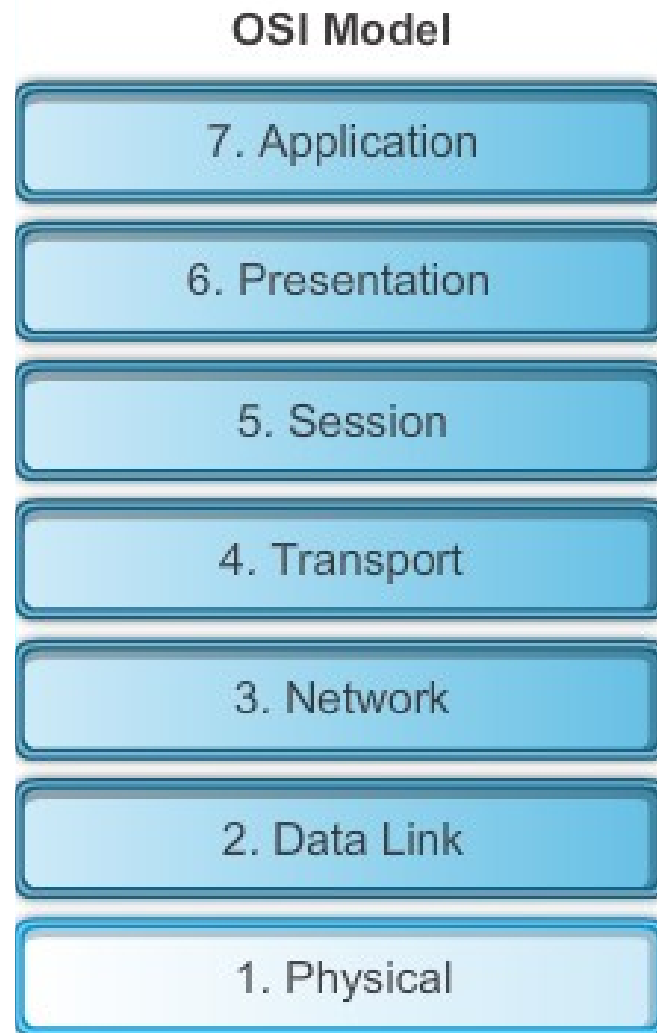 OSI Model
7. Application
6. Presentation
5. Session
4. Transport
3. Network
2. Data Link
1. Physical